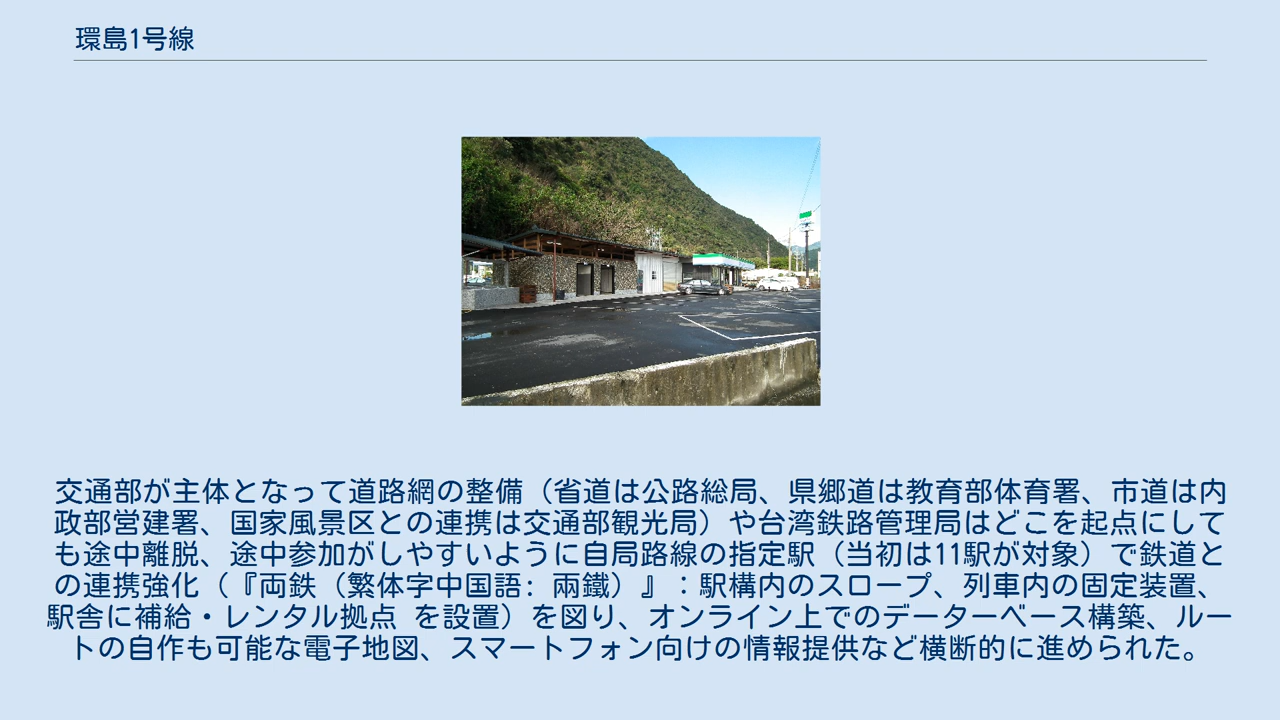 環島1号線
交通部が主体となって道路網の整備（省道は公路総局、県郷道は教育部体育署、市道は内
政部営建署、国家風景区との連携は交通部観光局）や台湾鉄路管理局はどこを起点にして
も途中離脱、途中参加がしやすいように自局路線の指定駅（当初は11駅が対象）で鉄道と
の連携強化（『両鉄（繁体字中国語: 兩鐵）』：駅構内のスロープ、列車内の固定装置、
駅舎に補給・レンタル拠点 を設置）を図り、オンライン上でのデーターベース構築、ルー
トの自作も可能な電子地図、スマートフォン向けの情報提供など横断的に進められた。